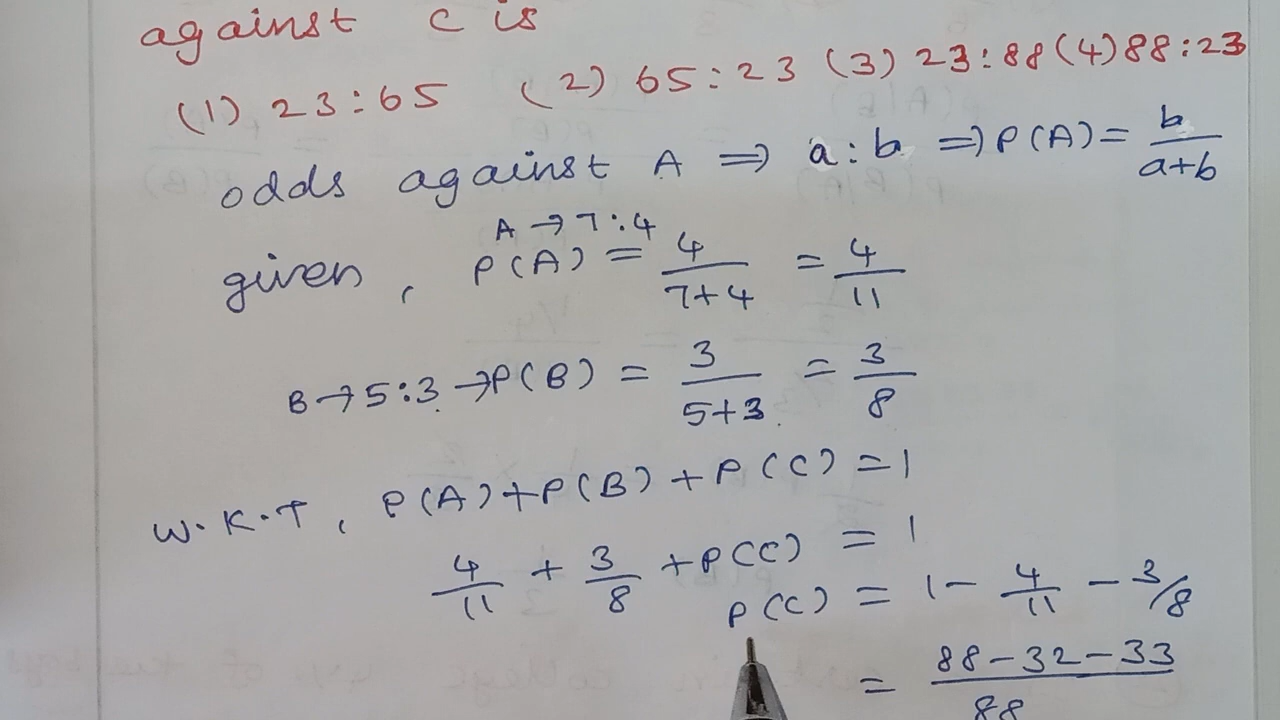 against C is
(1) 23:65 (2) 65:23 (3) 23:88 (4) 88:23
odds against A ⇒ a:b ⇒ P(A) = b/a+b
A → 7:4
given, P(A) = 4/7+4 = 4/11
B → 5:3 → P(B) = 3/5+3 = 3/8
W.K.T, P(A)+P(B)+P(C) = 1
4/11 + 3/8 + P(C) = 1
P(C) = 1 - 4/11 - 3/8
= 88-32-33/88